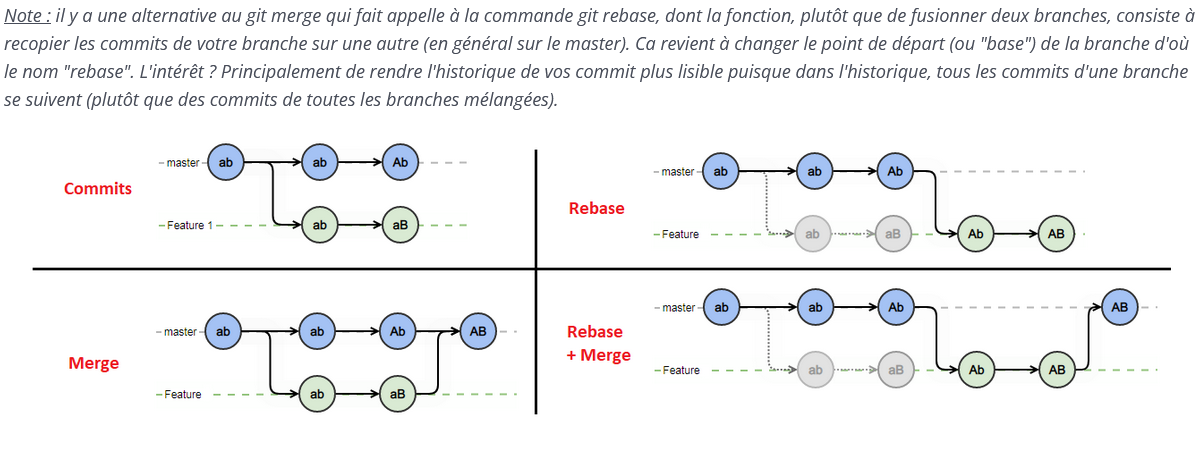 Note : il y a une alternative au git merge qui fait appelle à la commande git rebase, dont la fonction, plutôt que de fusionner deux branches, consiste à
recopier les commits de votre branche sur une autre (en général sur le master). Ca revient à changer le point de départ (ou "base") de la branche d'où
le nom "rebase". L'intérêt ? Principalement de rendre l'historique de vos commit plus lisible puisque dans l'historique, tous les commits d'une branche
se suivent (plutôt que des commits de toutes les branches mélangées).
Commits
master ab ab Ab
Feature 1 ab aB
Rebase
master ab ab Ab
Feature ab aB Ab AB
Merge
master ab ab Ab AB
Feature ab aB
Rebase
+ Merge
master ab ab Ab AB
Feature ab aB Ab AB